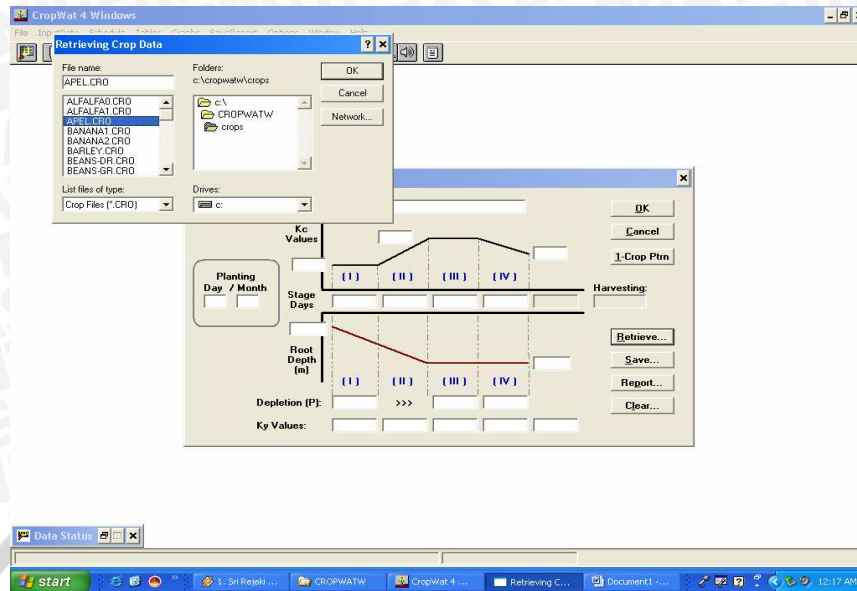 CropWat 4 Windows
Retrieving Crop Data
File name:
APEL.CRO
ALFALFA0.CRO
ALFALFA1.CRO
APEL.CRO
BANANA1.CRO
BANANA2.CRO
BARLEY.CRO
BEANS-DR.CRO
BEANS-GR.CRO
List files of type:
Crop Files (*.CRO)
Folders:
c:\cropwatw\crops
c:\
CROPWATW
crops
Drives:
c:
OK
Cancel
Network...
Kc
Values
Planting
Day / Month
( I ) ( II ) ( III ) ( IV )
Stage
Days
Harvesting:
Root
Depth
(m)
( I ) ( II ) ( III ) ( IV )
Depletion (P): >>>
Ky Values:
OK
Cancel
1-Crop Ptrn
Retrieve...
Save...
Report...
Clear...
Data Status
start
1. Sri Rejeki ...
CROPWATW
CropWat 4 ...
Retrieving C...
Document1 -...
12:17 AM